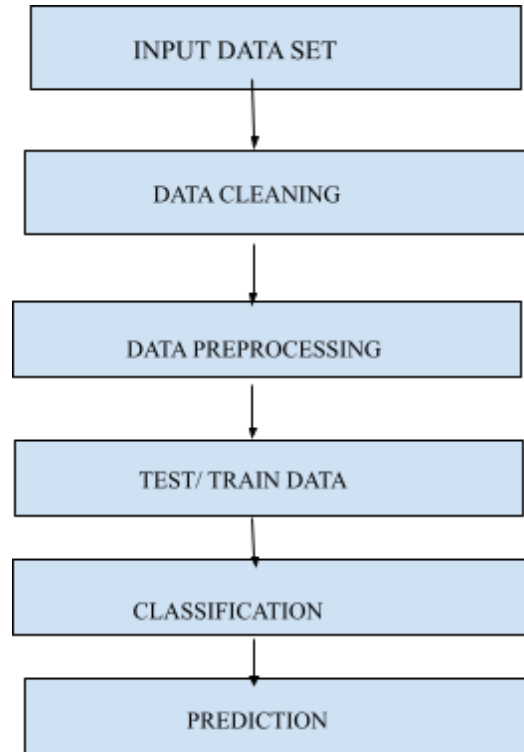 INPUT DATA SET
DATA CLEANING
DATA PREPROCESSING
TEST/ TRAIN DATA
CLASSIFICATION
PREDICTION